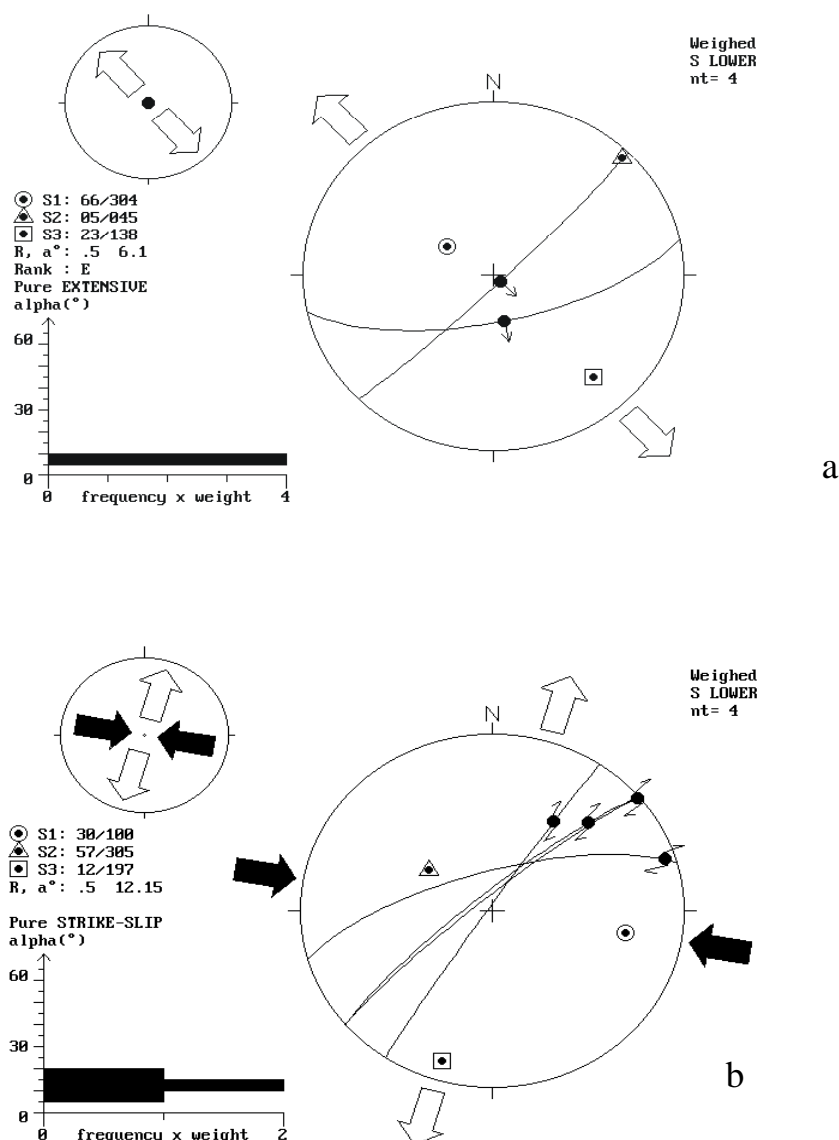 Weighed
S LOWER
nt= 4
N
S1: 66/304
S2: 05/045
S3: 23/138
R, a°: .5 6.1
Rank : E
Pure EXTENSIVE
alpha(°)
60
30
0
0 frequency x weight 4
a
Weighed
S LOWER
nt= 4
N
S1: 30/100
S2: 57/305
S3: 12/197
R, a°: .5 12.15
Pure STRIKE-SLIP
alpha(°)
60
30
0
0 frequency x weight 2
b